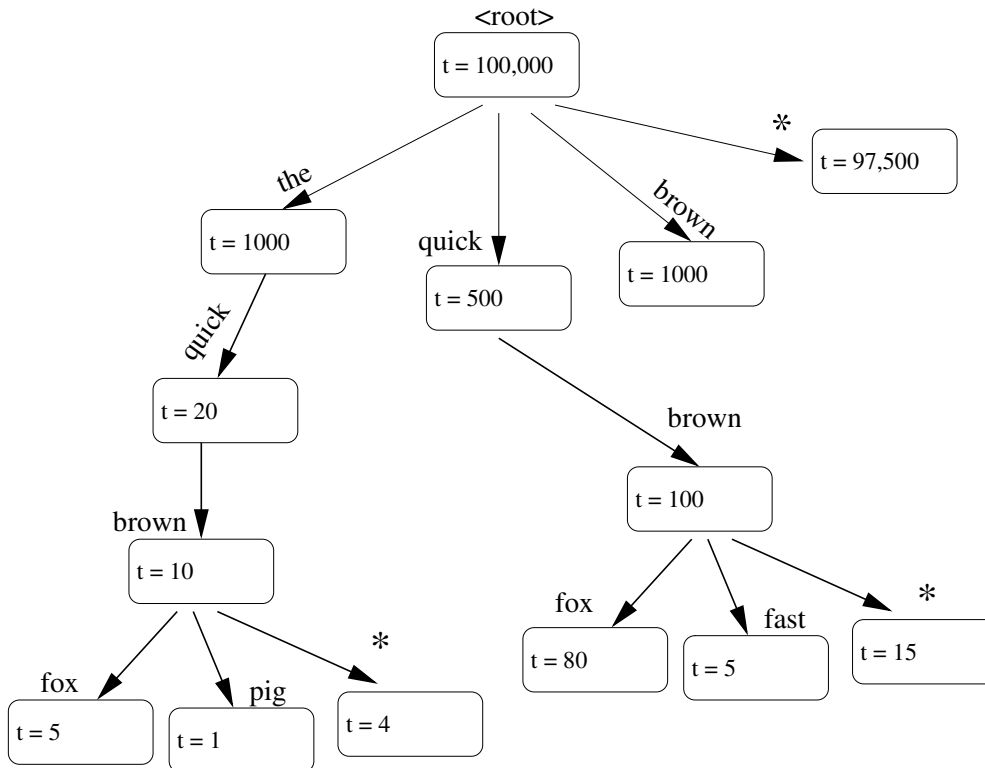 <root>
t = 100,000
*
t = 97,500
the
t = 1000
quick
t = 500
brown
t = 1000
quick
t = 20
brown
t = 100
brown
t = 10
fox
t = 80
fast
t = 5
*
t = 15
fox
t = 5
pig
t = 1
*
t = 4